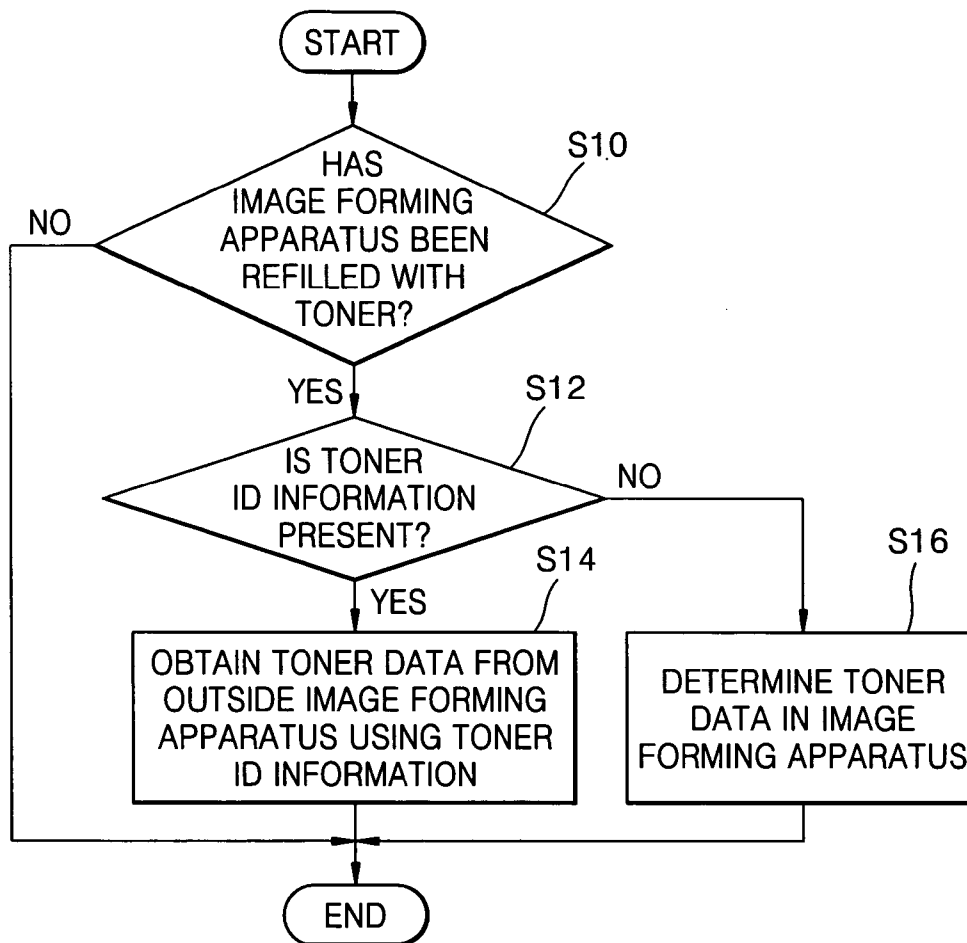 START
S10
HAS
IMAGE FORMING
APPARATUS BEEN
REFILLED WITH
TONER?
NO
YES
S12
IS TONER
ID INFORMATION
PRESENT?
NO
YES
S14
OBTAIN TONER DATA FROM
OUTSIDE IMAGE FORMING
APPARATUS USING TONER
ID INFORMATION
S16
DETERMINE TONER
DATA IN IMAGE
FORMING APPARATUS
END